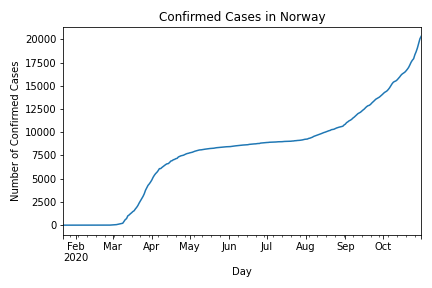 Confirmed Cases in Norway
Number of Confirmed Cases
20000
17500
15000
12500
10000
7500
5000
2500
0
Feb Mar Apr May Jun Jul Aug Sep Oct
2020
Day